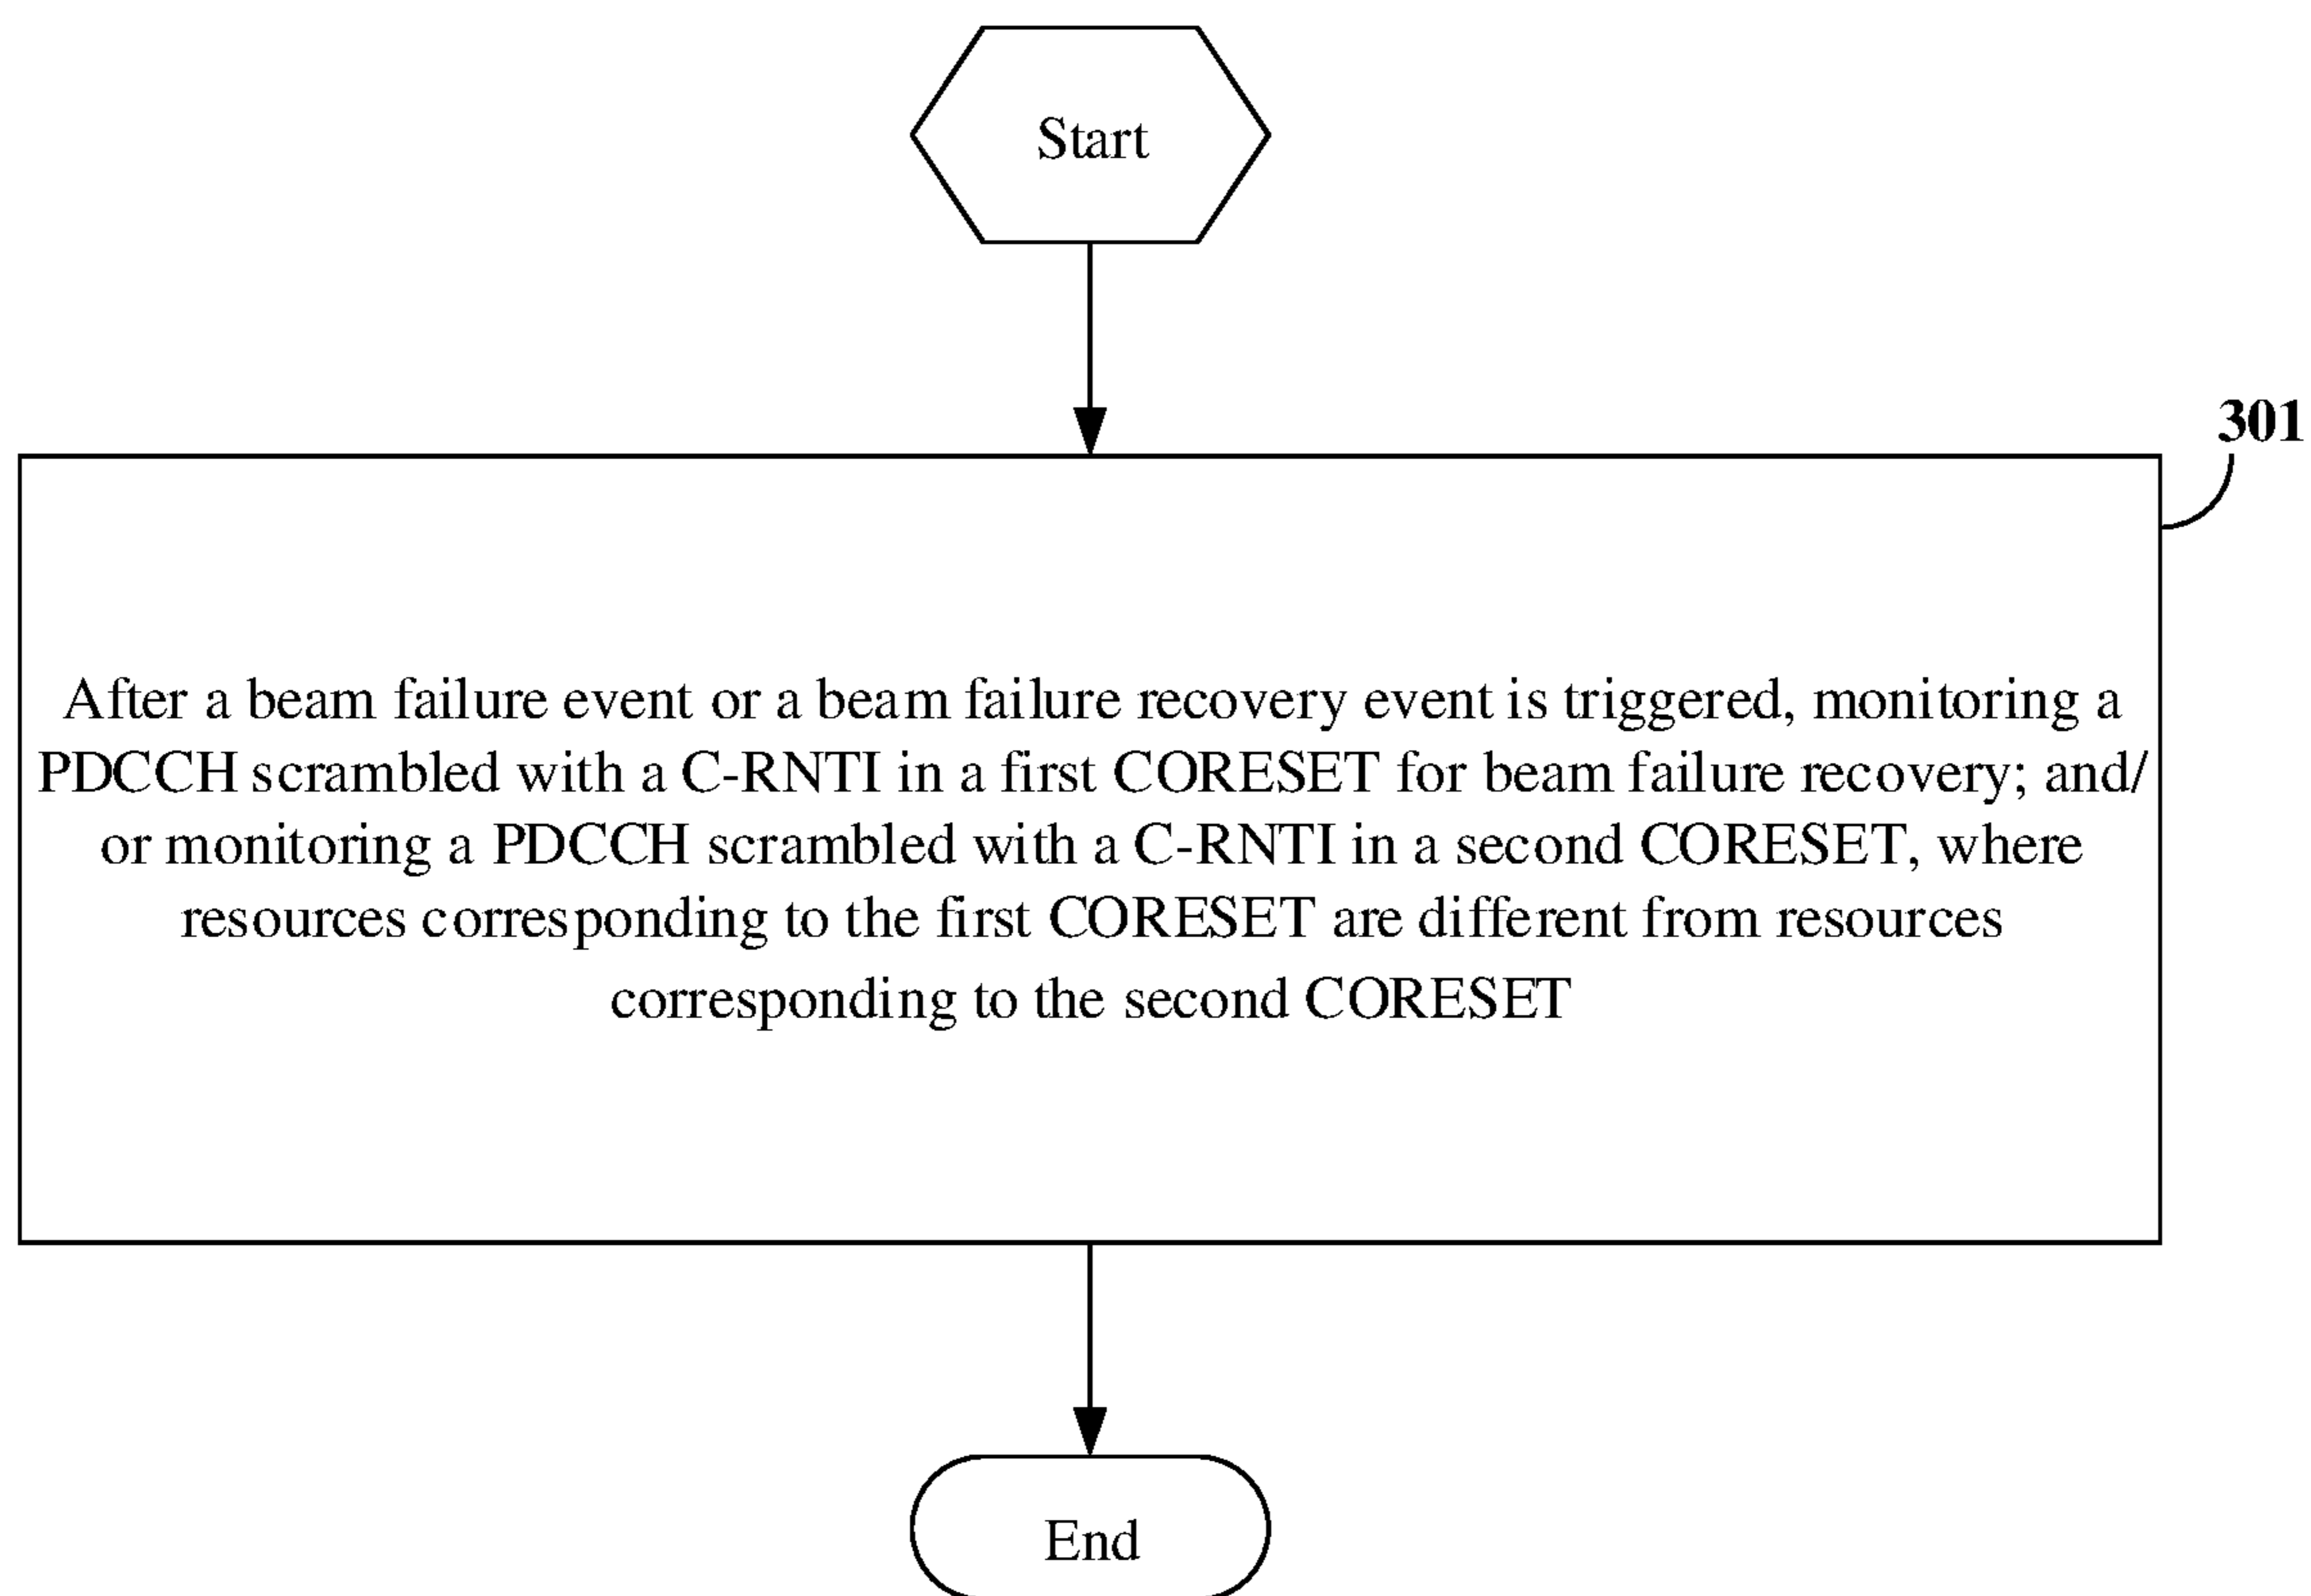 Start
301
After a beam failure event or a beam failure recovery event is triggered, monitoring a
PDCCH scrambled with a C-RNTI in a first CORESET for beam failure recovery; and/
or monitoring a PDCCH scrambled with a C-RNTI in a second CORESET, where
resources corresponding to the first CORESET are different from resources
corresponding to the second CORESET
End